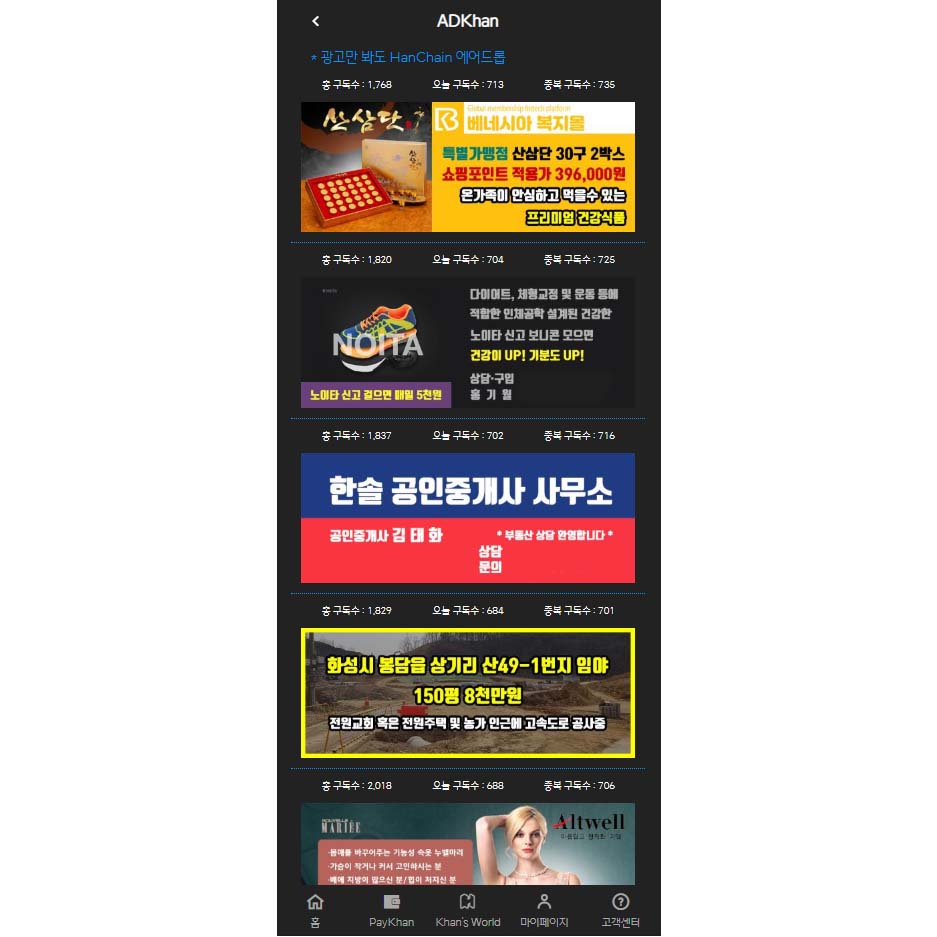 ADKhan
* 광고만 봐도 HanChain 에어드롭
총 구독수 : 1,768 오늘 구독수 : 713 중복 구독수 : 735
산삼단
Global membership fintech platform
베네시아 복지몰
특별가맹점 산삼단 30구 2박스
쇼핑포인트 적용가 396,000원
온가족이 안심하고 먹을수 있는
프리미엄 건강식품
총 구독수 : 1,820 오늘 구독수 : 704 중복 구독수 : 725
NOITA
노이타 신고 걸으면 매일 5천원
다이어트, 체형교정 및 운동 등에
적합한 인체공학 설계된 건강한
노이타 신고 보니콘 모으면
건강이 UP! 기분도 UP!
상담·구입
홍 기 월
총 구독수 : 1,837 오늘 구독수 : 702 중복 구독수 : 716
한솔 공인중개사 사무소
공인중개사 김 태 화
* 부동산 상담 환영합니다 *
상담
문의
총 구독수 : 1,829 오늘 구독수 : 684 중복 구독수 : 701
화성시 봉담읍 상기리 산49-1번지 임야
150평 8천만원
전원교회 혹은 전원주택 및 농가 인근에 고속도로 공사중
총 구독수 : 2,018 오늘 구독수 : 688 중복 구독수 : 706
NOUVELLE
MARIÉE
Altwell
·몸매를 바꾸어주는 기능성 속옷 누벨마리
·가슴이 작거나 커서 고민하시는 분
·배에 지방이 많으신 분/힙이 처지신 분
홈 PayKhan Khan's World 마이페이지 고객센터